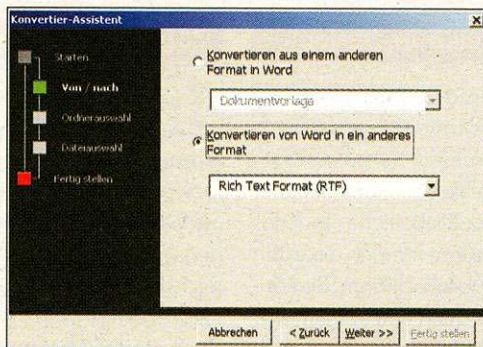 Konvertier-Assistent
Starten
Von / nach
Ordnerauswahl
Dateiauswahl
Fertig stellen
Konvertieren aus einem anderen
Format in Word
Dokumentvorlage
Konvertieren von Word in ein anderes
Format
Rich Text Format (RTF)
Abbrechen
< Zurück
Weiter >>
Fertig stellen